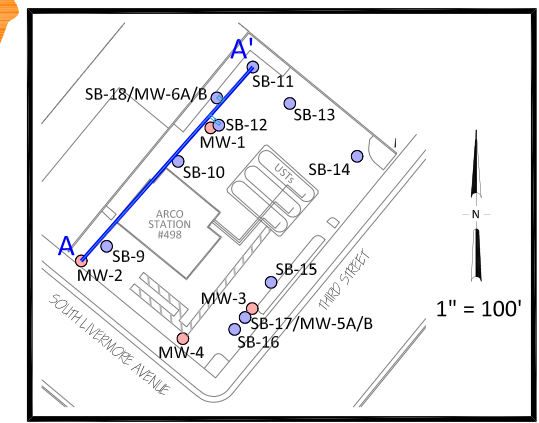 A'
SB-11
SB-18/MW-6A/B
SB-13
SB-12
MW-1
SB-14
SB-10
USTs
ARCO
STATION
#498
N
A
SB-9
MW-2
SB-15
THIRD STREET
MW-3
1" = 100'
SB-17/MW-5A/B
SB-16
MW-4
SOUTH LIVERMORE AVENUE